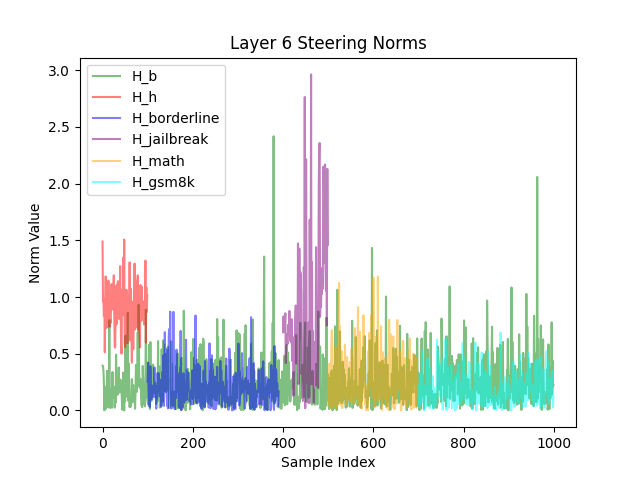 Layer 6 Steering Norms
H_b
H_h
H_borderline
H_jailbreak
H_math
H_gsm8k
3.0
2.5
2.0
1.5
1.0
0.5
0.0
Norm Value
0
200
400
600
800
1000
Sample Index